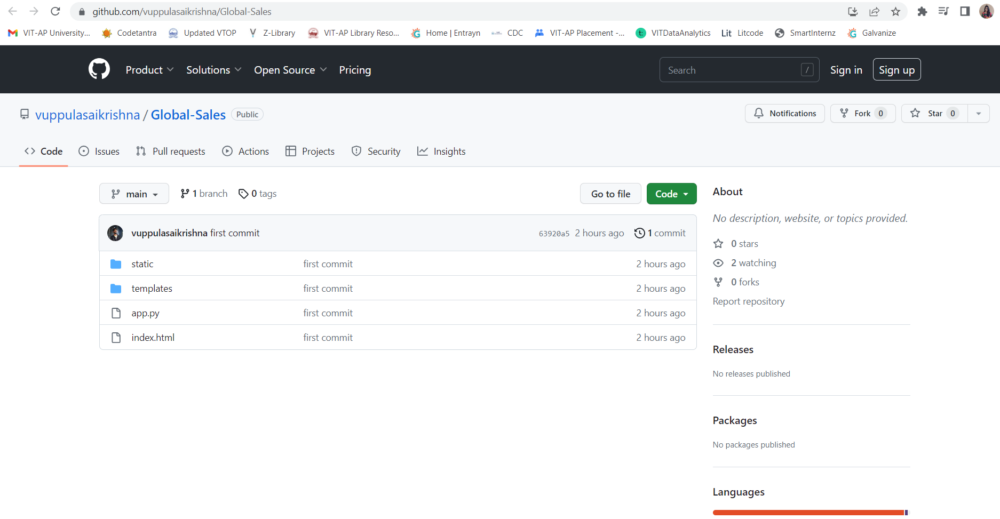 github.com/vuppulasaikrishna/Global-Sales
VIT-AP University... Codetantra Updated VTOP Z-Library VIT-AP Library Reso... Home | Entrayn CDC VIT-AP Placement -... t: VITDataAnalytics Lit Litcode SmartInternz Galvanize
Product Solutions Open Source Pricing Search / Sign in Sign up
vuppulasaikrishna / Global-Sales Public Notifications Fork 0 Star 0
Code Issues Pull requests Actions Projects Security Insights
main 1 branch 0 tags Go to file Code
vuppulasaikrishna first commit 63920a5 2 hours ago 1 commit
static first commit 2 hours ago
templates first commit 2 hours ago
app.py first commit 2 hours ago
index.html first commit 2 hours ago
About
No description, website, or topics provided.
0 stars
2 watching
0 forks
Report repository
Releases
No releases published
Packages
No packages published
Languages